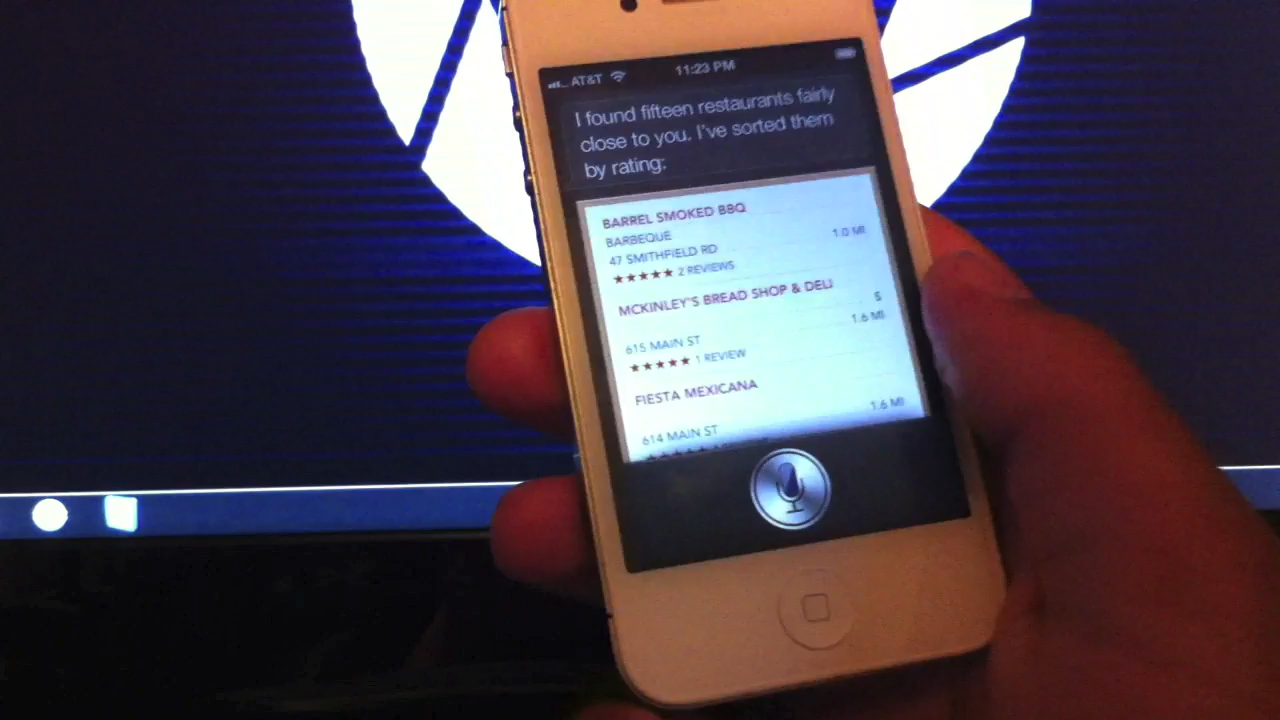 AT&T 11:23 PM
I found fifteen restaurants fairly
close to you. I've sorted them
by rating:
BARREL SMOKED BBQ
BARBEQUE 1.0 MI
47 SMITHFIELD RD
★★★★★ 2 REVIEWS
MCKINLEY'S BREAD SHOP & DELI
$
615 MAIN ST 1.6 MI
★★★★★ 1 REVIEW
FIESTA MEXICANA
614 MAIN ST 1.6 MI